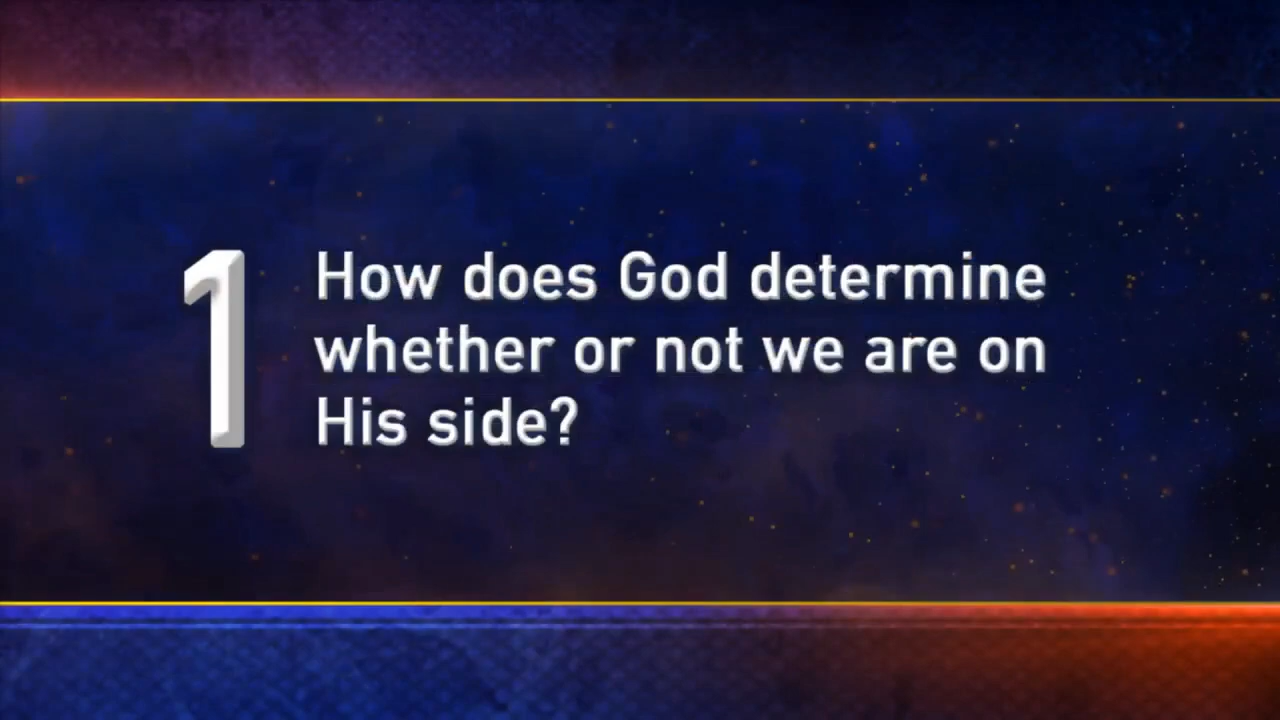 1
How does God determine
whether or not we are on
His side?